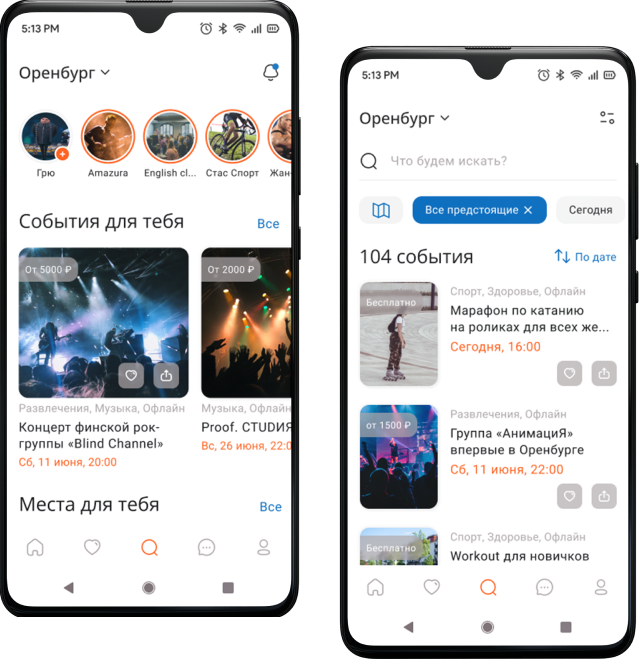 5:13 PM
Оренбург
Грю
Amazura
English cl...
Стас Спорт
События для тебя
Все
От 5000 ₽
От 2000 ₽
Развлечения, Музыка, Офлайн
Музыка, Офлайн
Концерт финской рок-
группы «Blind Channel»
Proof. СТUDИЯ
Сб, 11 июня, 20:00
Вс, 26 июня, 22:0
Места для тебя
Все
5:13 PM
Оренбург
Что будем искать?
Все предстоящие
Сегодня
104 события
По дате
Бесплатно
Спорт, Здоровье, Офлайн
Марафон по катанию
на роликах для всех же...
Сегодня, 16:00
от 1500 ₽
Развлечения, Офлайн
Группа «АнимациЯ»
впервые в Оренбурге
Сб, 11 июня, 22:00
Бесплатно
Спорт, Здоровье, Офлайн
Workout для новичков